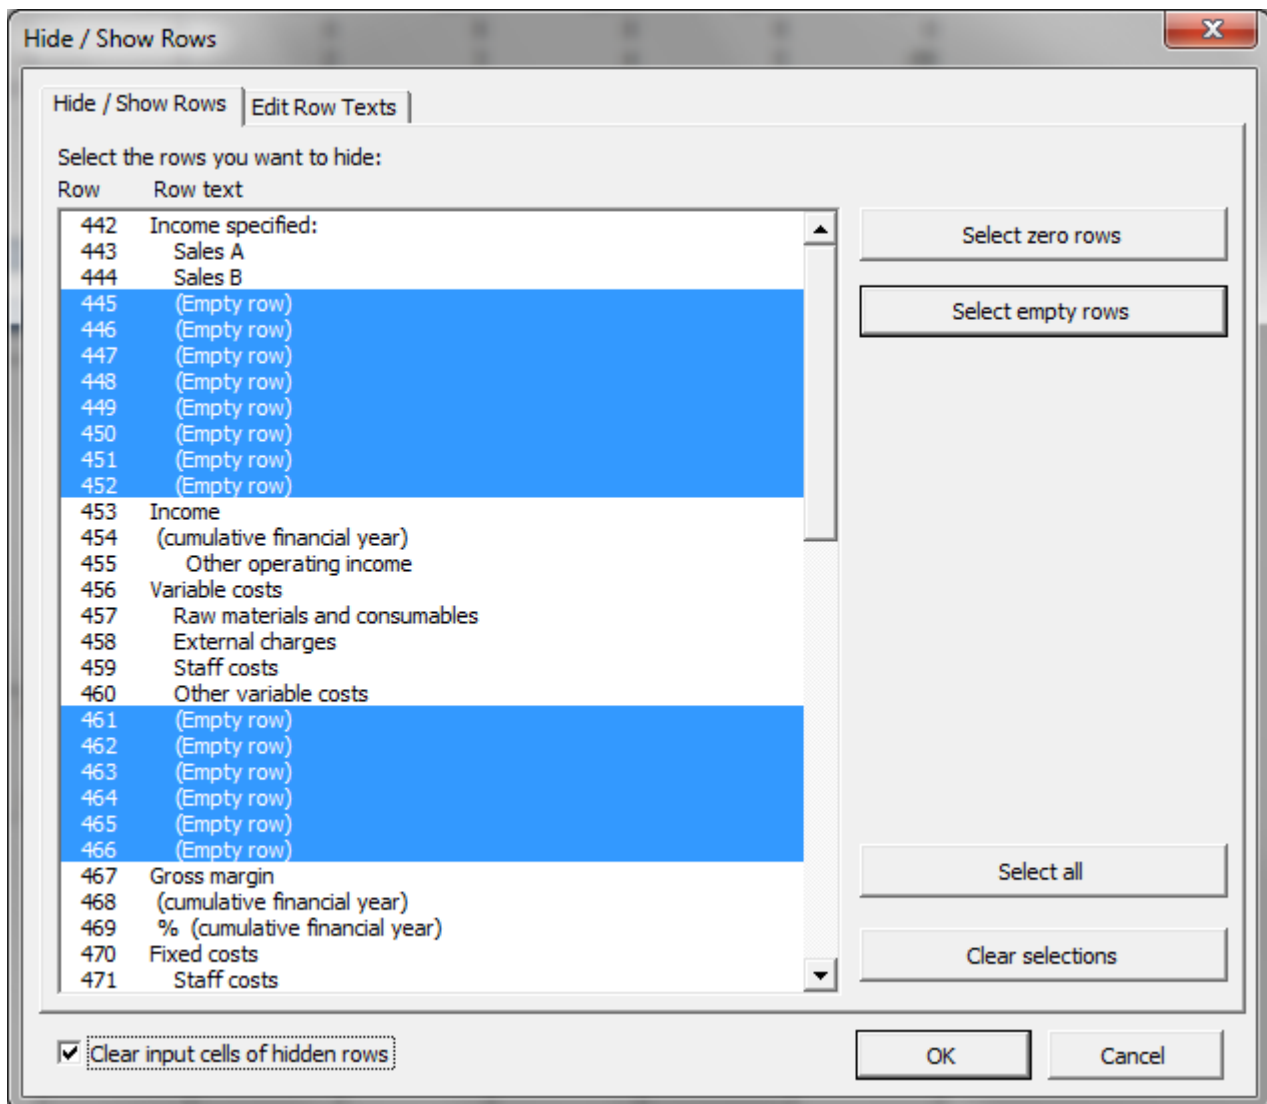 Hide / Show Rows
Hide / Show Rows
Edit Row Texts
Select the rows you want to hide:
Row Row text
442 Income specified:
443 Sales A
444 Sales B
445 (Empty row)
446 (Empty row)
447 (Empty row)
448 (Empty row)
449 (Empty row)
450 (Empty row)
451 (Empty row)
452 (Empty row)
453 Income
454 (cumulative financial year)
455 Other operating income
456 Variable costs
457 Raw materials and consumables
458 External charges
459 Staff costs
460 Other variable costs
461 (Empty row)
462 (Empty row)
463 (Empty row)
464 (Empty row)
465 (Empty row)
466 (Empty row)
467 Gross margin
468 (cumulative financial year)
469 % (cumulative financial year)
470 Fixed costs
471 Staff costs
Select zero rows
Select empty rows
Select all
Clear selections
Clear input cells of hidden rows
OK
Cancel